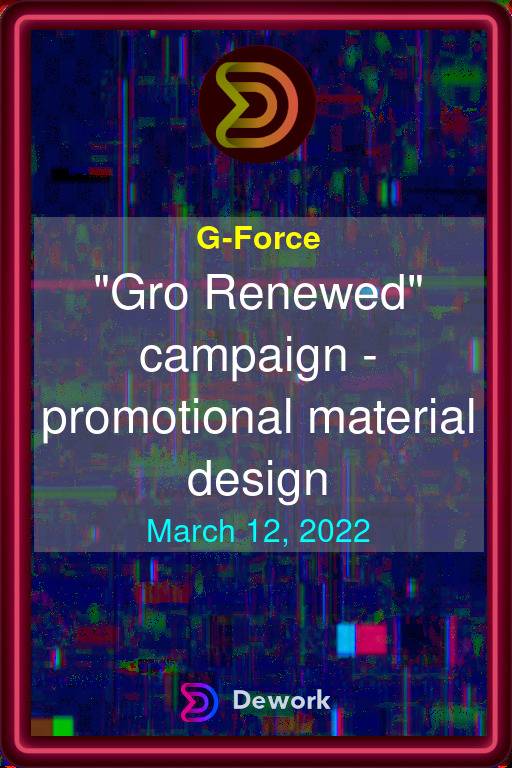 G-Force
"Gro Renewed"
campaign -
promotional material
design
March 12, 2022
Dework